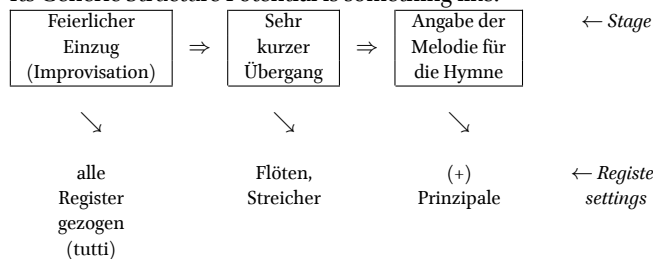 Feierlicher Sehr Angabe der ← Stage
Einzug ⇒ kurzer ⇒ Melodie für
(Improvisation) Übergang die Hymne
↘ ↘ ↘
alle Flöten, (+) ← Registe
Register Streicher Prinzipale settings
gezogen
(tutti)